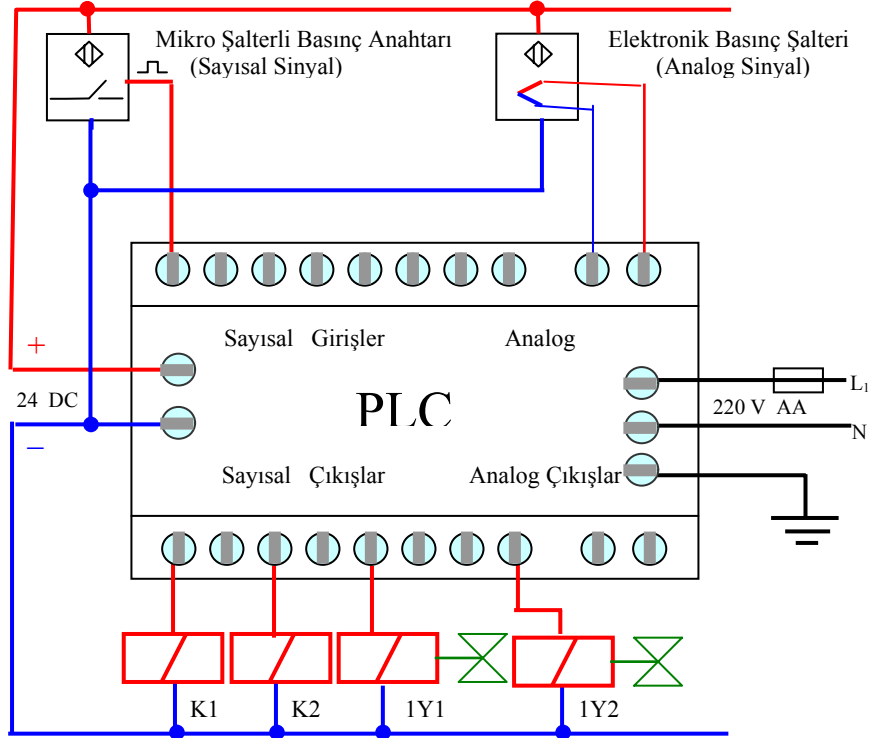 Mikro Şalterli Basınç Anahtarı
(Sayısal Sinyal)
Elektronik Basınç Şalteri
(Analog Sinyal)
Sayısal Girişler
Analog
+
24 DC
−
PLC
L₁
220 V AA
N
Sayısal Çıkışlar
Analog Çıkışlar
K1
K2
1Y1
1Y2